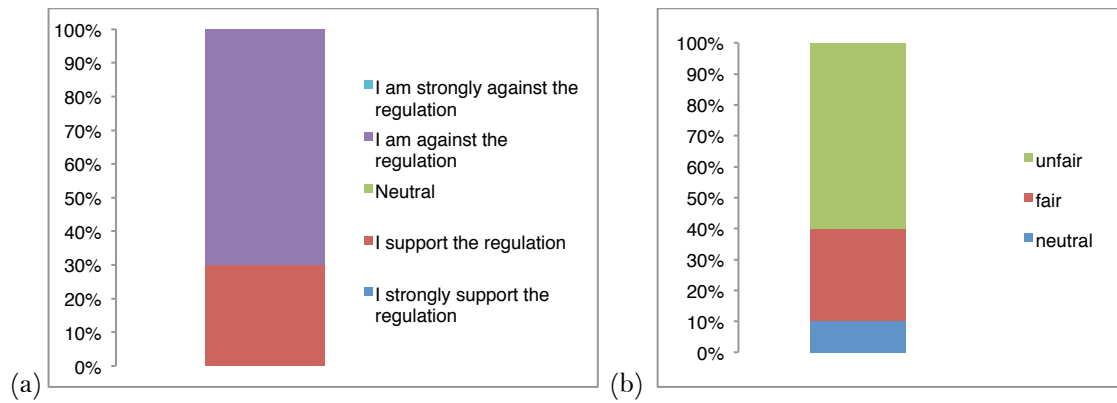 100%
90%
80%
70%
60%
50%
40%
30%
20%
10%
0%
I am strongly against the
regulation
I am against the
regulation
Neutral
I support the regulation
I strongly support the
regulation
(a)
100%
90%
80%
70%
60%
50%
40%
30%
20%
10%
0%
unfair
fair
neutral
(b)